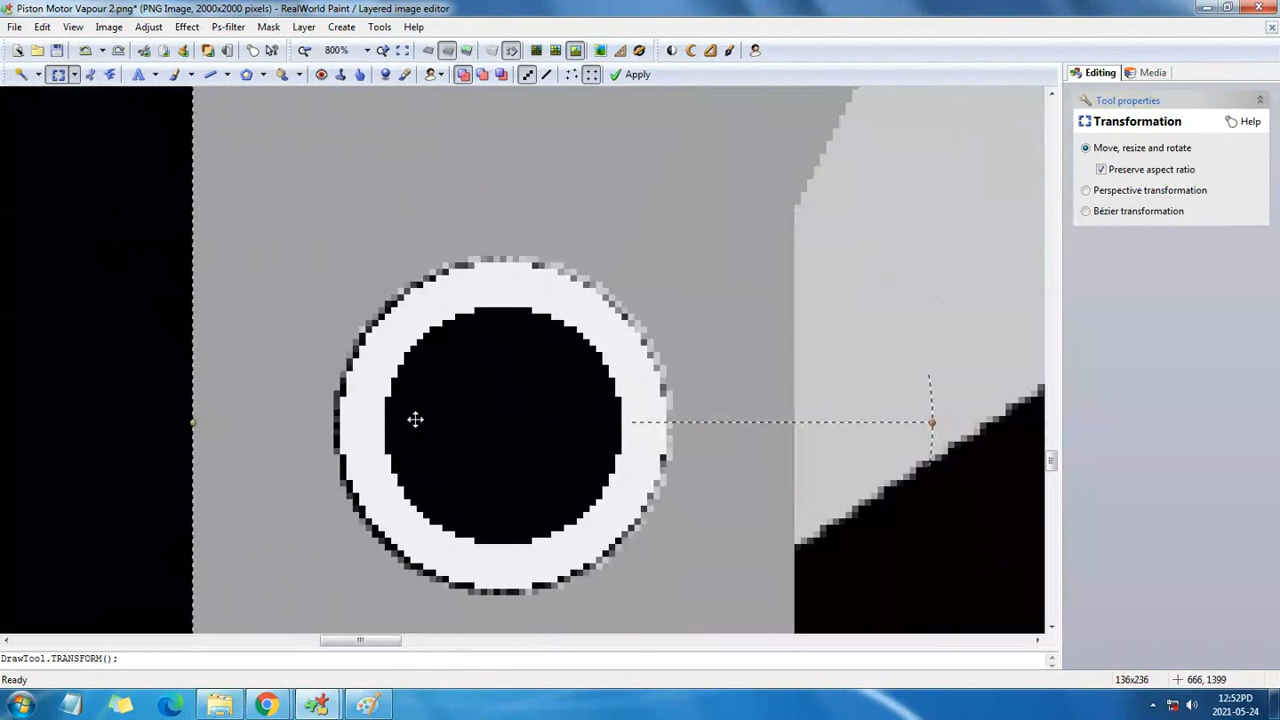 Piston Motor Vapour 2.png* (PNG Image, 2000x2000 pixels) - RealWorld Paint / Layered image editor
File Edit View Image Adjust Effect Ps-filter Mask Layer Create Tools Help
800%
Apply
Editing Media
Tool properties
Transformation Help
Move, resize and rotate
Preserve aspect ratio
Perspective transformation
Bézier transformation
DrawTool.TRANSFORM();
Ready 136x236 666, 1399
12:52PD
2021-05-24